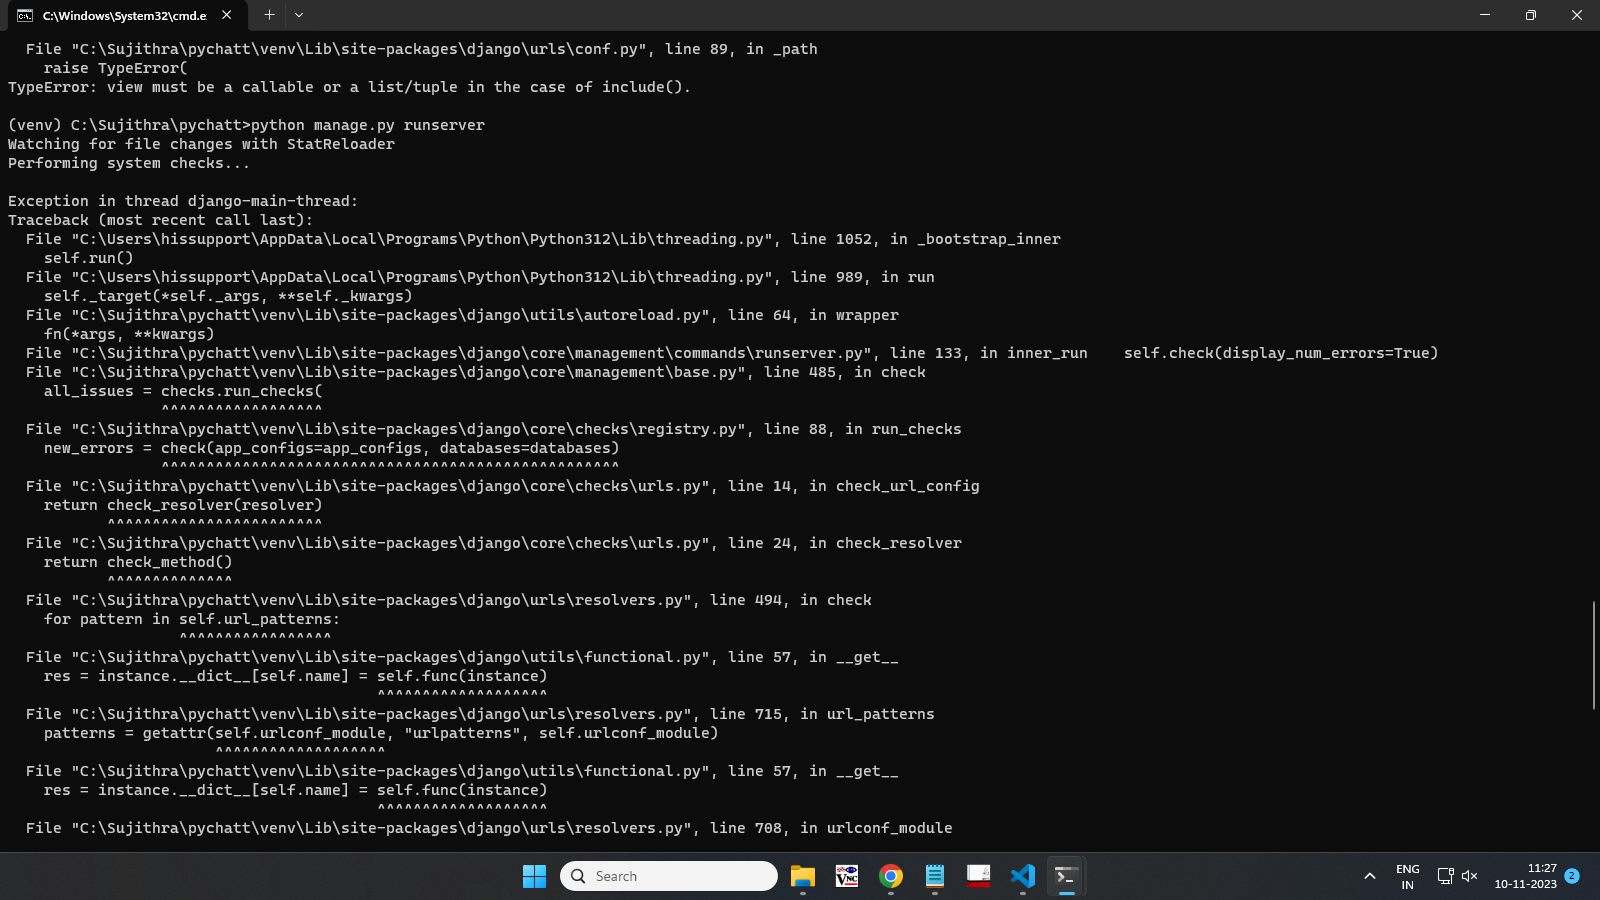 C:\Windows\System32\cmd.e
File "C:\Sujithra\pychatt\venv\Lib\site-packages\django\urls\conf.py", line 89, in _path
raise TypeError(
TypeError: view must be a callable or a list/tuple in the case of include().
(venv) C:\Sujithra\pychatt>python manage.py runserver
Watching for file changes with StatReloader
Performing system checks...
Exception in thread django-main-thread:
Traceback (most recent call last):
File "C:\Users\hissupport\AppData\Local\Programs\Python\Python312\Lib\threading.py", line 1052, in _bootstrap_inner
self.run()
File "C:\Users\hissupport\AppData\Local\Programs\Python\Python312\Lib\threading.py", line 989, in run
self._target(*self._args, **self._kwargs)
File "C:\Sujithra\pychatt\venv\Lib\site-packages\django\utils\autoreload.py", line 64, in wrapper
fn(*args, **kwargs)
File "C:\Sujithra\pychatt\venv\Lib\site-packages\django\core\management\commands\runserver.py", line 133, in inner_run    self.check(display_num_errors=True)
File "C:\Sujithra\pychatt\venv\Lib\site-packages\django\core\management\base.py", line 485, in check
all_issues = checks.run_checks(
^^^^^^^^^^^^^^^^^^
File "C:\Sujithra\pychatt\venv\Lib\site-packages\django\core\checks\registry.py", line 88, in run_checks
new_errors = check(app_configs=app_configs, databases=databases)
^^^^^^^^^^^^^^^^^^^^^^^^^^^^^^^^^^^^^^^^^^^^^^^^^^^
File "C:\Sujithra\pychatt\venv\Lib\site-packages\django\core\checks\urls.py", line 14, in check_url_config
return check_resolver(resolver)
^^^^^^^^^^^^^^^^^^^^^^^^
File "C:\Sujithra\pychatt\venv\Lib\site-packages\django\core\checks\urls.py", line 24, in check_resolver
return check_method()
^^^^^^^^^^^^^^
File "C:\Sujithra\pychatt\venv\Lib\site-packages\django\urls\resolvers.py", line 494, in check
for pattern in self.url_patterns:
^^^^^^^^^^^^^^^^^
File "C:\Sujithra\pychatt\venv\Lib\site-packages\django\utils\functional.py", line 57, in __get__
res = instance.__dict__[self.name] = self.func(instance)
^^^^^^^^^^^^^^^^^^^
File "C:\Sujithra\pychatt\venv\Lib\site-packages\django\urls\resolvers.py", line 715, in url_patterns
patterns = getattr(self.urlconf_module, "urlpatterns", self.urlconf_module)
^^^^^^^^^^^^^^^^^^^
File "C:\Sujithra\pychatt\venv\Lib\site-packages\django\utils\functional.py", line 57, in __get__
res = instance.__dict__[self.name] = self.func(instance)
^^^^^^^^^^^^^^^^^^^
File "C:\Sujithra\pychatt\venv\Lib\site-packages\django\urls\resolvers.py", line 708, in urlconf_module
Search
VNC
ENG
IN
11:27
10-11-2023
2